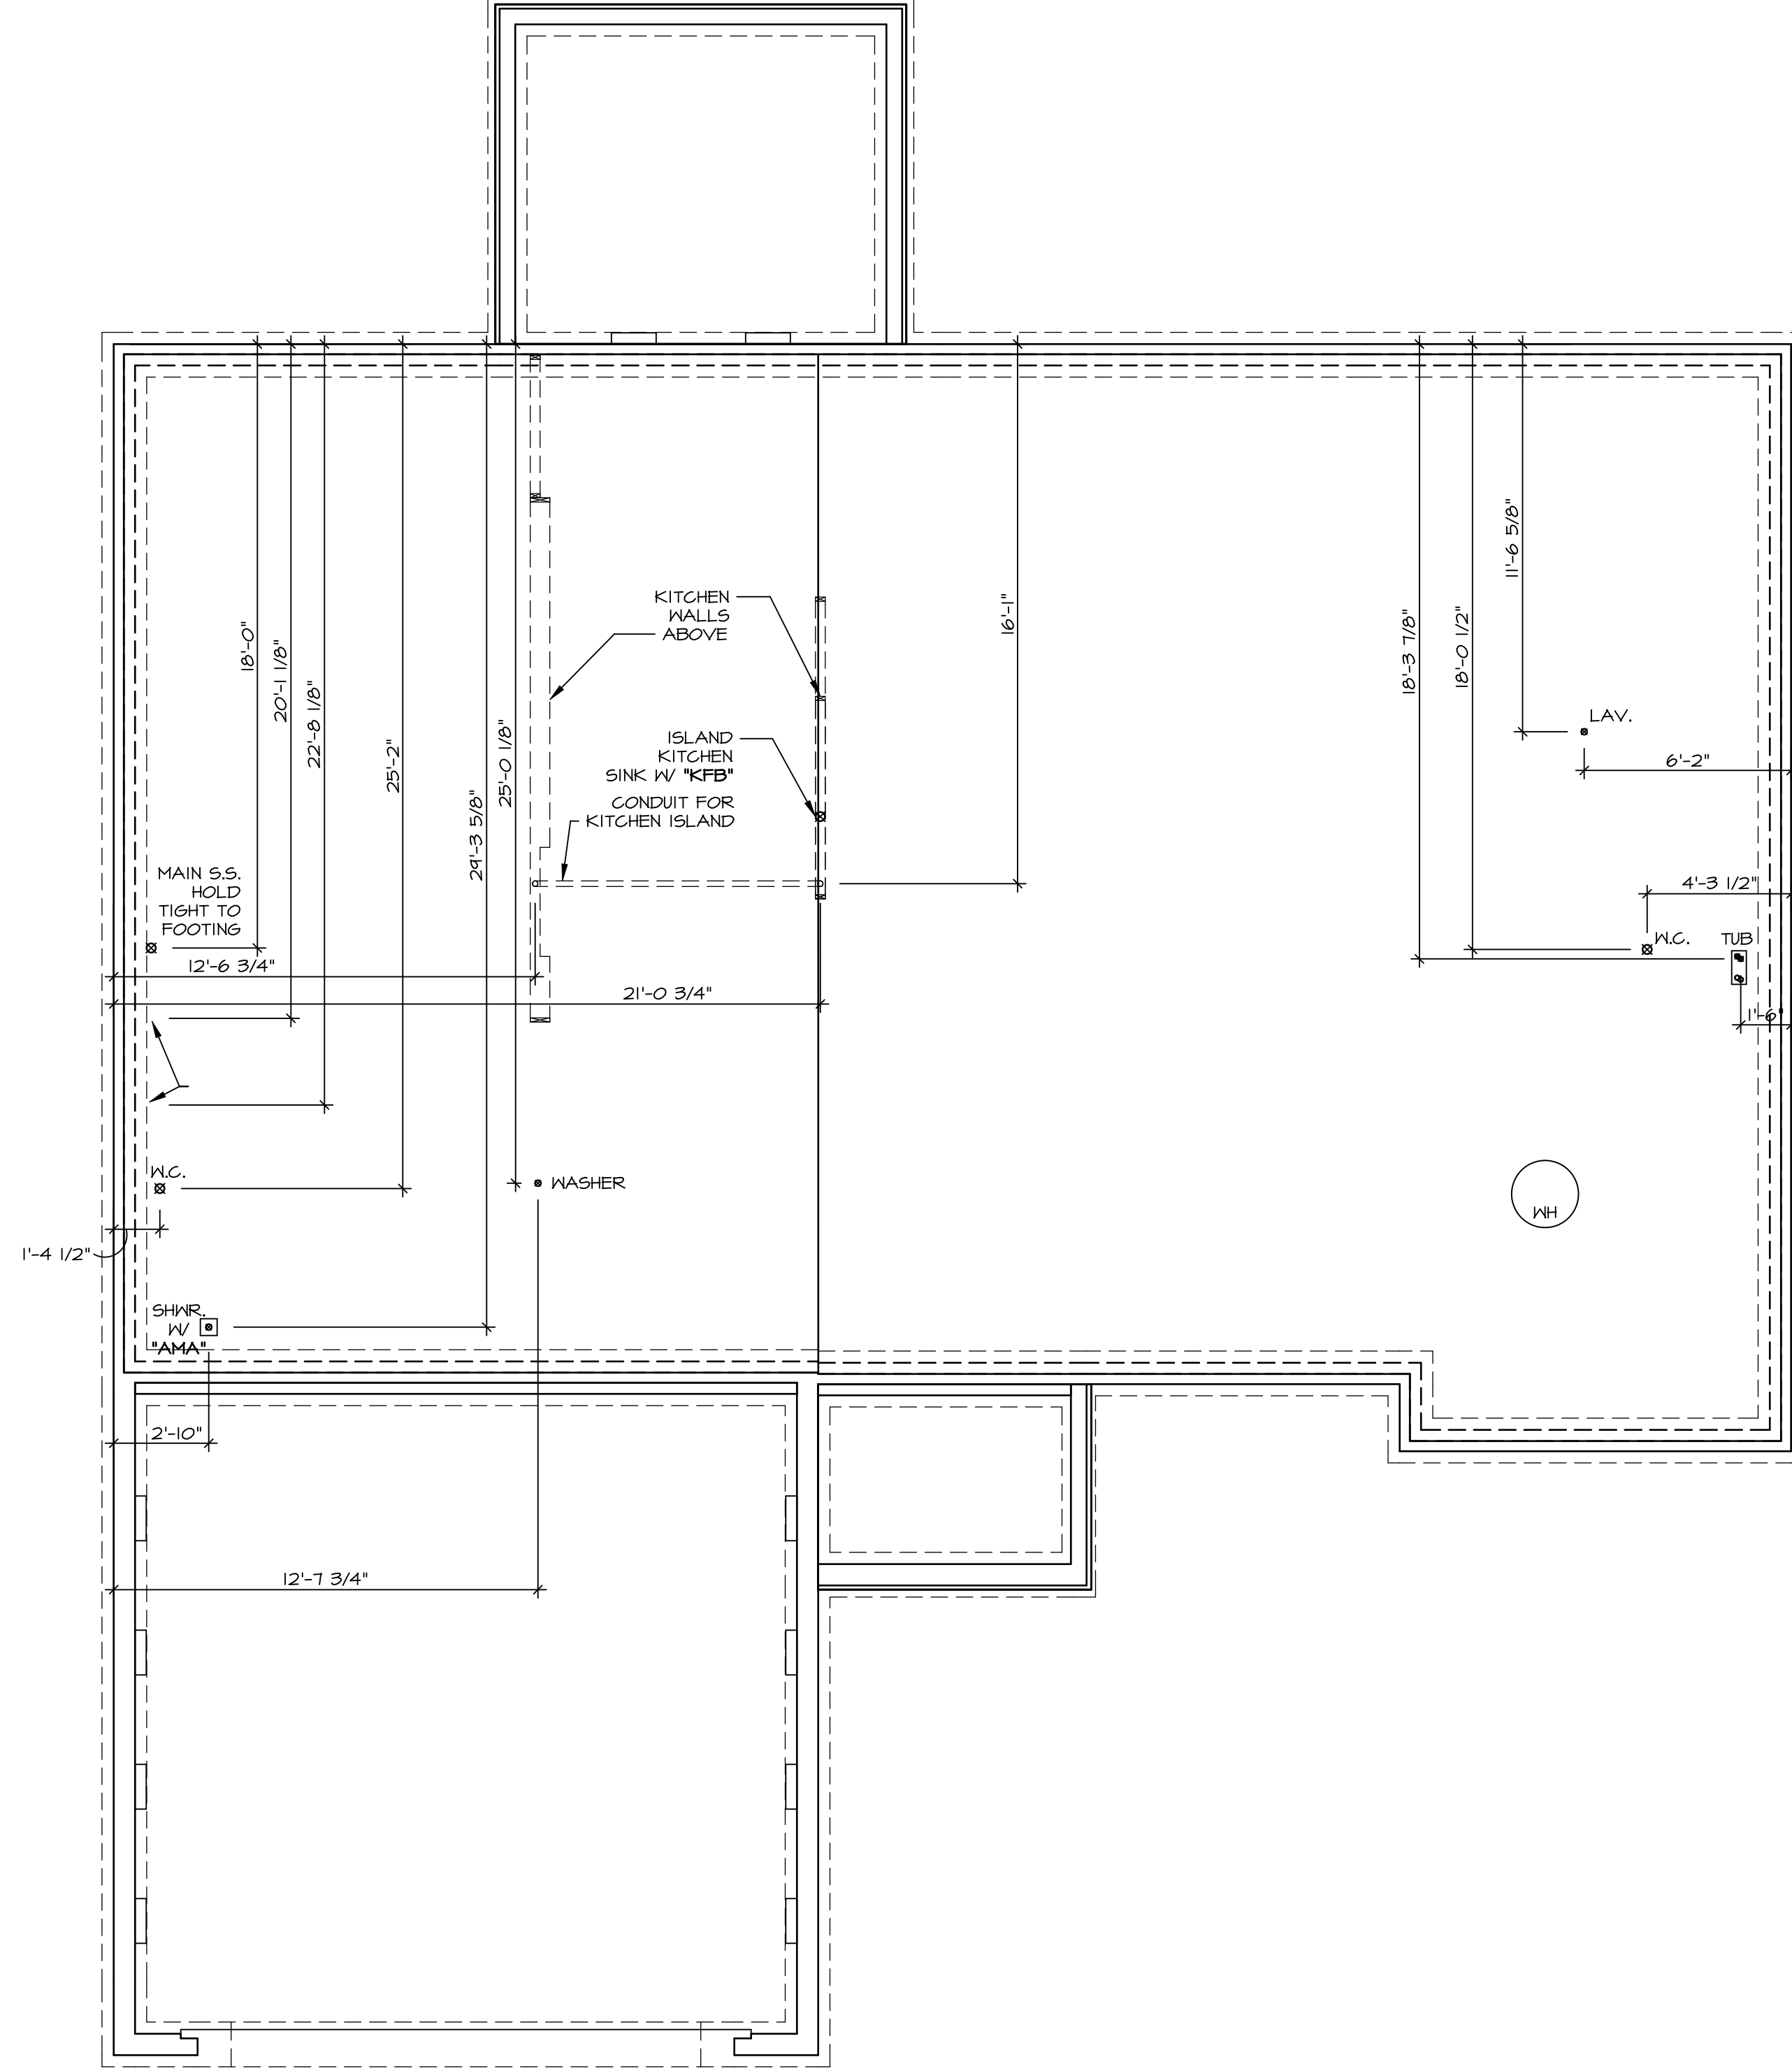 KITCHEN
WALLS
ABOVE
ISLAND
KITCHEN
SINK W/ "KFB"
CONDUIT FOR
KITCHEN ISLAND
18'-0"
20'-1 1/8"
22'-8 1/8"
25'-2"
29'-3 5/8"
25'-0 1/8"
16'-1"
18'-3 7/8"
18'-0 1/2"
11'-6 5/8"
LAV.
6'-2"
4'-3 1/2"
W.C.
TUB
1'-6"
MAIN S.S.
HOLD
TIGHT TO
FOOTING
12'-6 3/4"
21'-0 3/4"
W.C.
WASHER
WH
1'-4 1/2"
SHWR.
W/
"AMA"
2'-10"
12'-7 3/4"